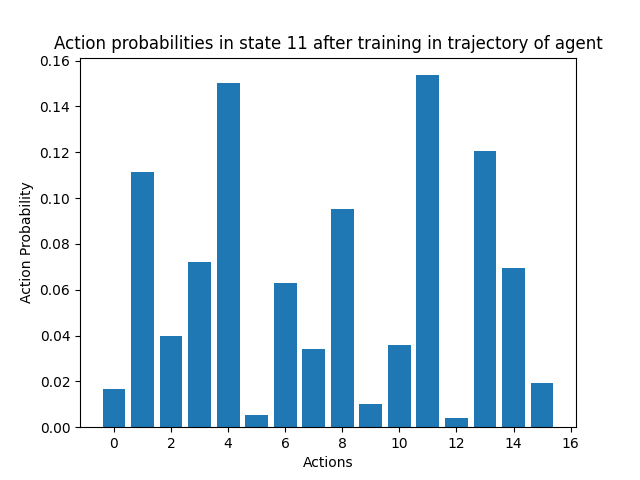 Action probabilities in state 11 after training in trajectory of agent
0.16
0.14
0.12
0.10
0.08
0.06
0.04
0.02
0.00
Action Probability
0 2 4 6 8 10 12 14 16
Actions